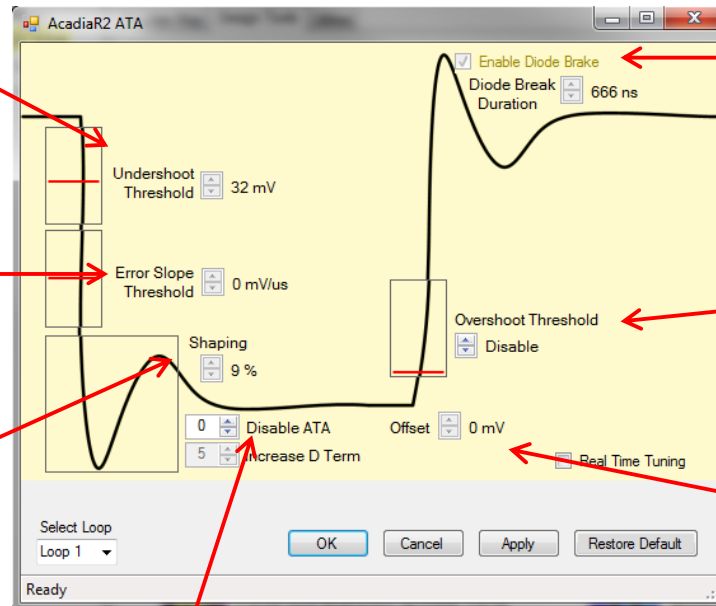 AcadiaR2 ATA
Enable Diode Brake
Diode Break
Duration
666 ns
Undershoot
Threshold
32 mV
Error Slope
Threshold
0 mV/us
Overshoot Threshold
Disable
Shaping
9 %
0 Disable ATA
Offset 0 mV
5 Increase D Term
Real Time Tuning
Select Loop
Loop 1
OK
Cancel
Apply
Restore Default
Ready